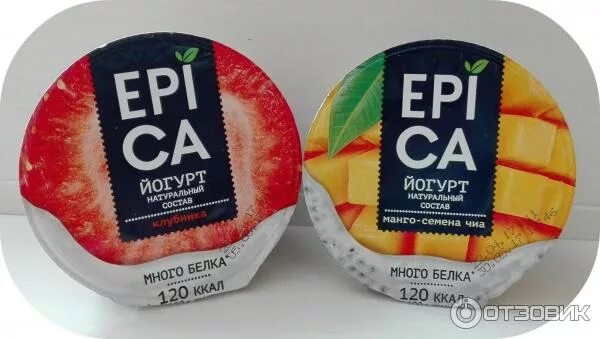 EPI
CA
ЙОГУРТ
НАТУРАЛЬНЫЙ
СОСТАВ
клубника
МНОГО БЕЛКА*
120 ККАЛ
EPI
CA
ЙОГУРТ
НАТУРАЛЬНЫЙ
СОСТАВ
манго-семена чиа
МНОГО БЕЛКА*
120 ККАЛ
ОТЗОВИК